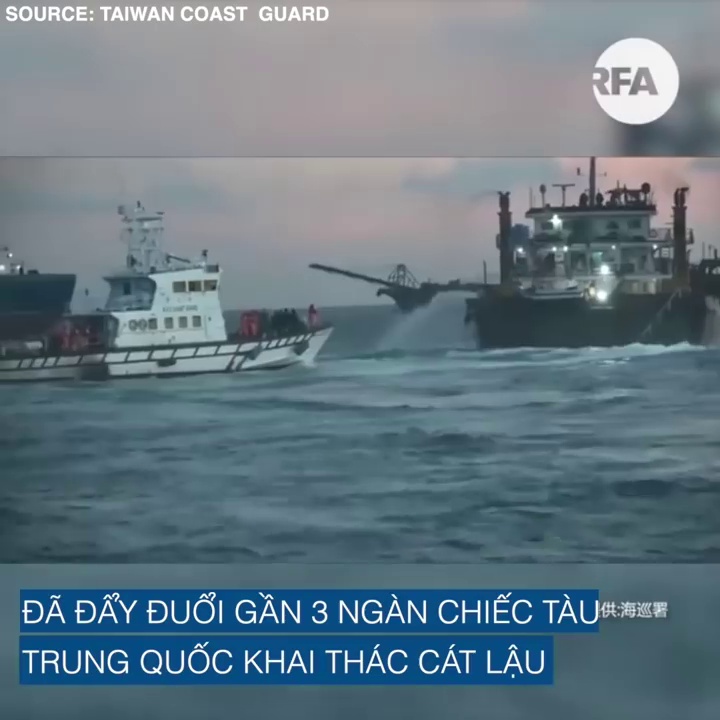 SOURCE: TAIWAN COAST GUARD
RFA
ĐÃ ĐẨY ĐUỔI GẦN 3 NGÀN CHIẾC TÀU
供:海巡署
TRUNG QUỐC KHAI THÁC CÁT LẬU